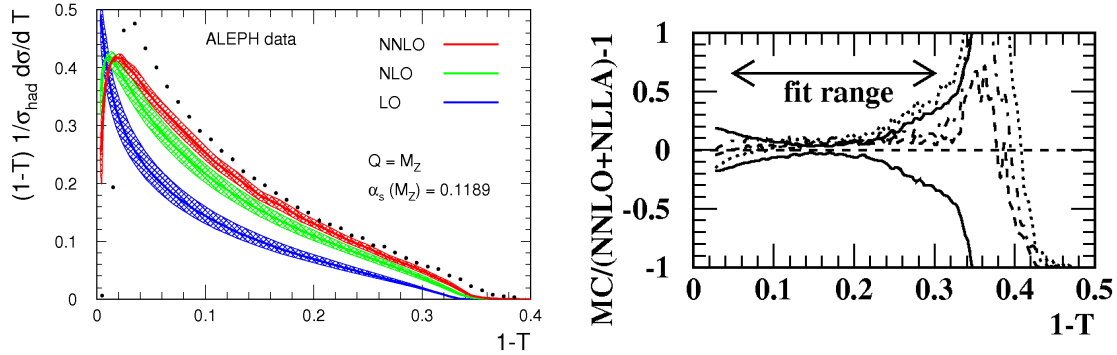 (1-T) 1/σhad dσ/d T
0.5
0.4
0.3
0.2
0.1
0
0
0.1
0.2
0.3
0.4
1-T
ALEPH data
NNLO
NLO
LO
Q = MZ
αs (MZ) = 0.1189
MC/(NNLO+NLLA)-1
1
0.5
0
-0.5
-1
0
0.1
0.2
0.3
0.4
0.5
1-T
fit range